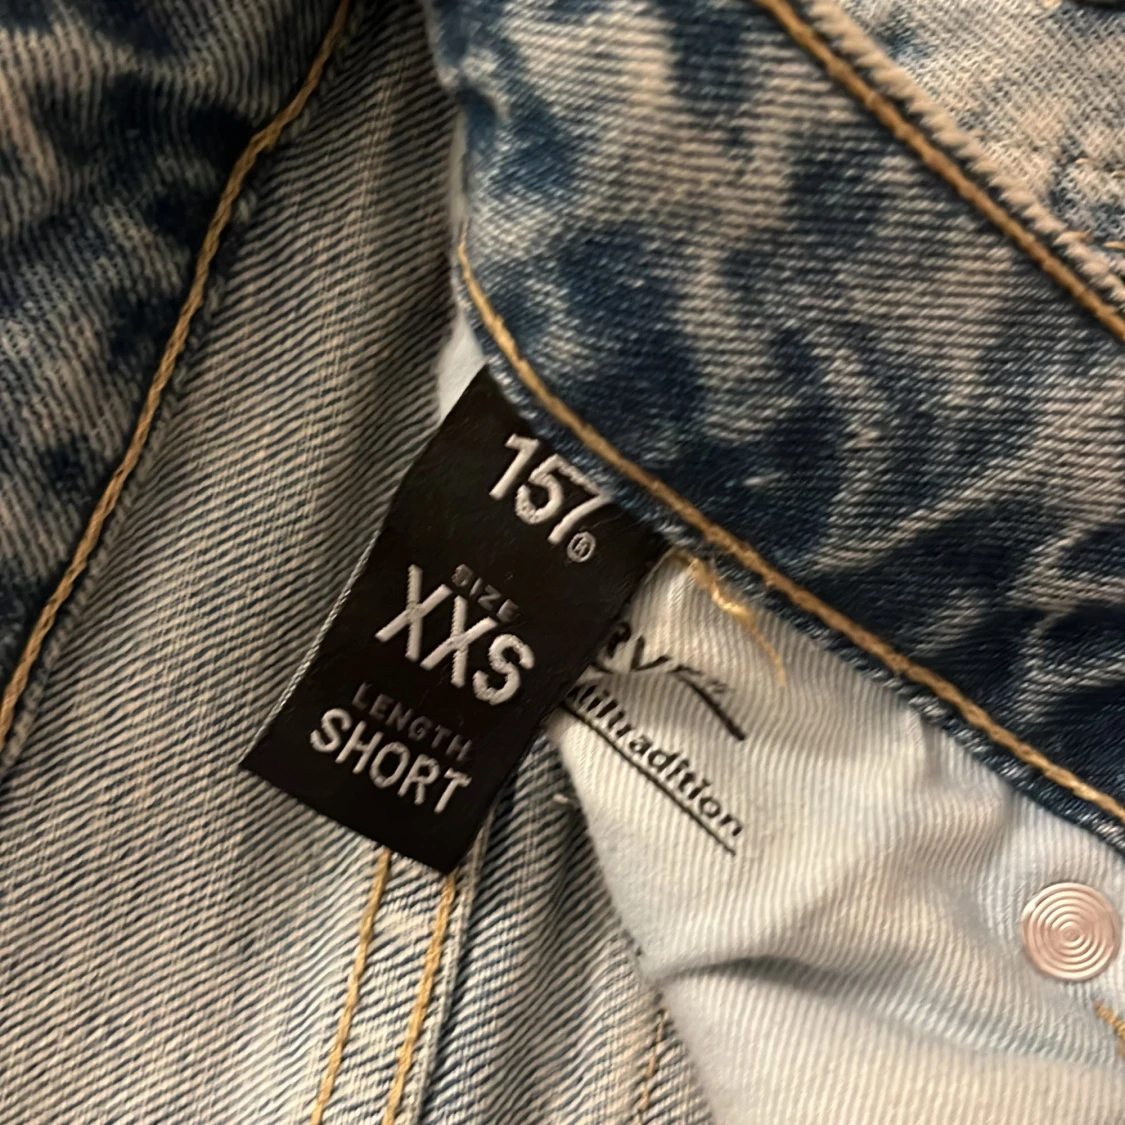 157®
SIZE
XXS
LENGTH
SHORT